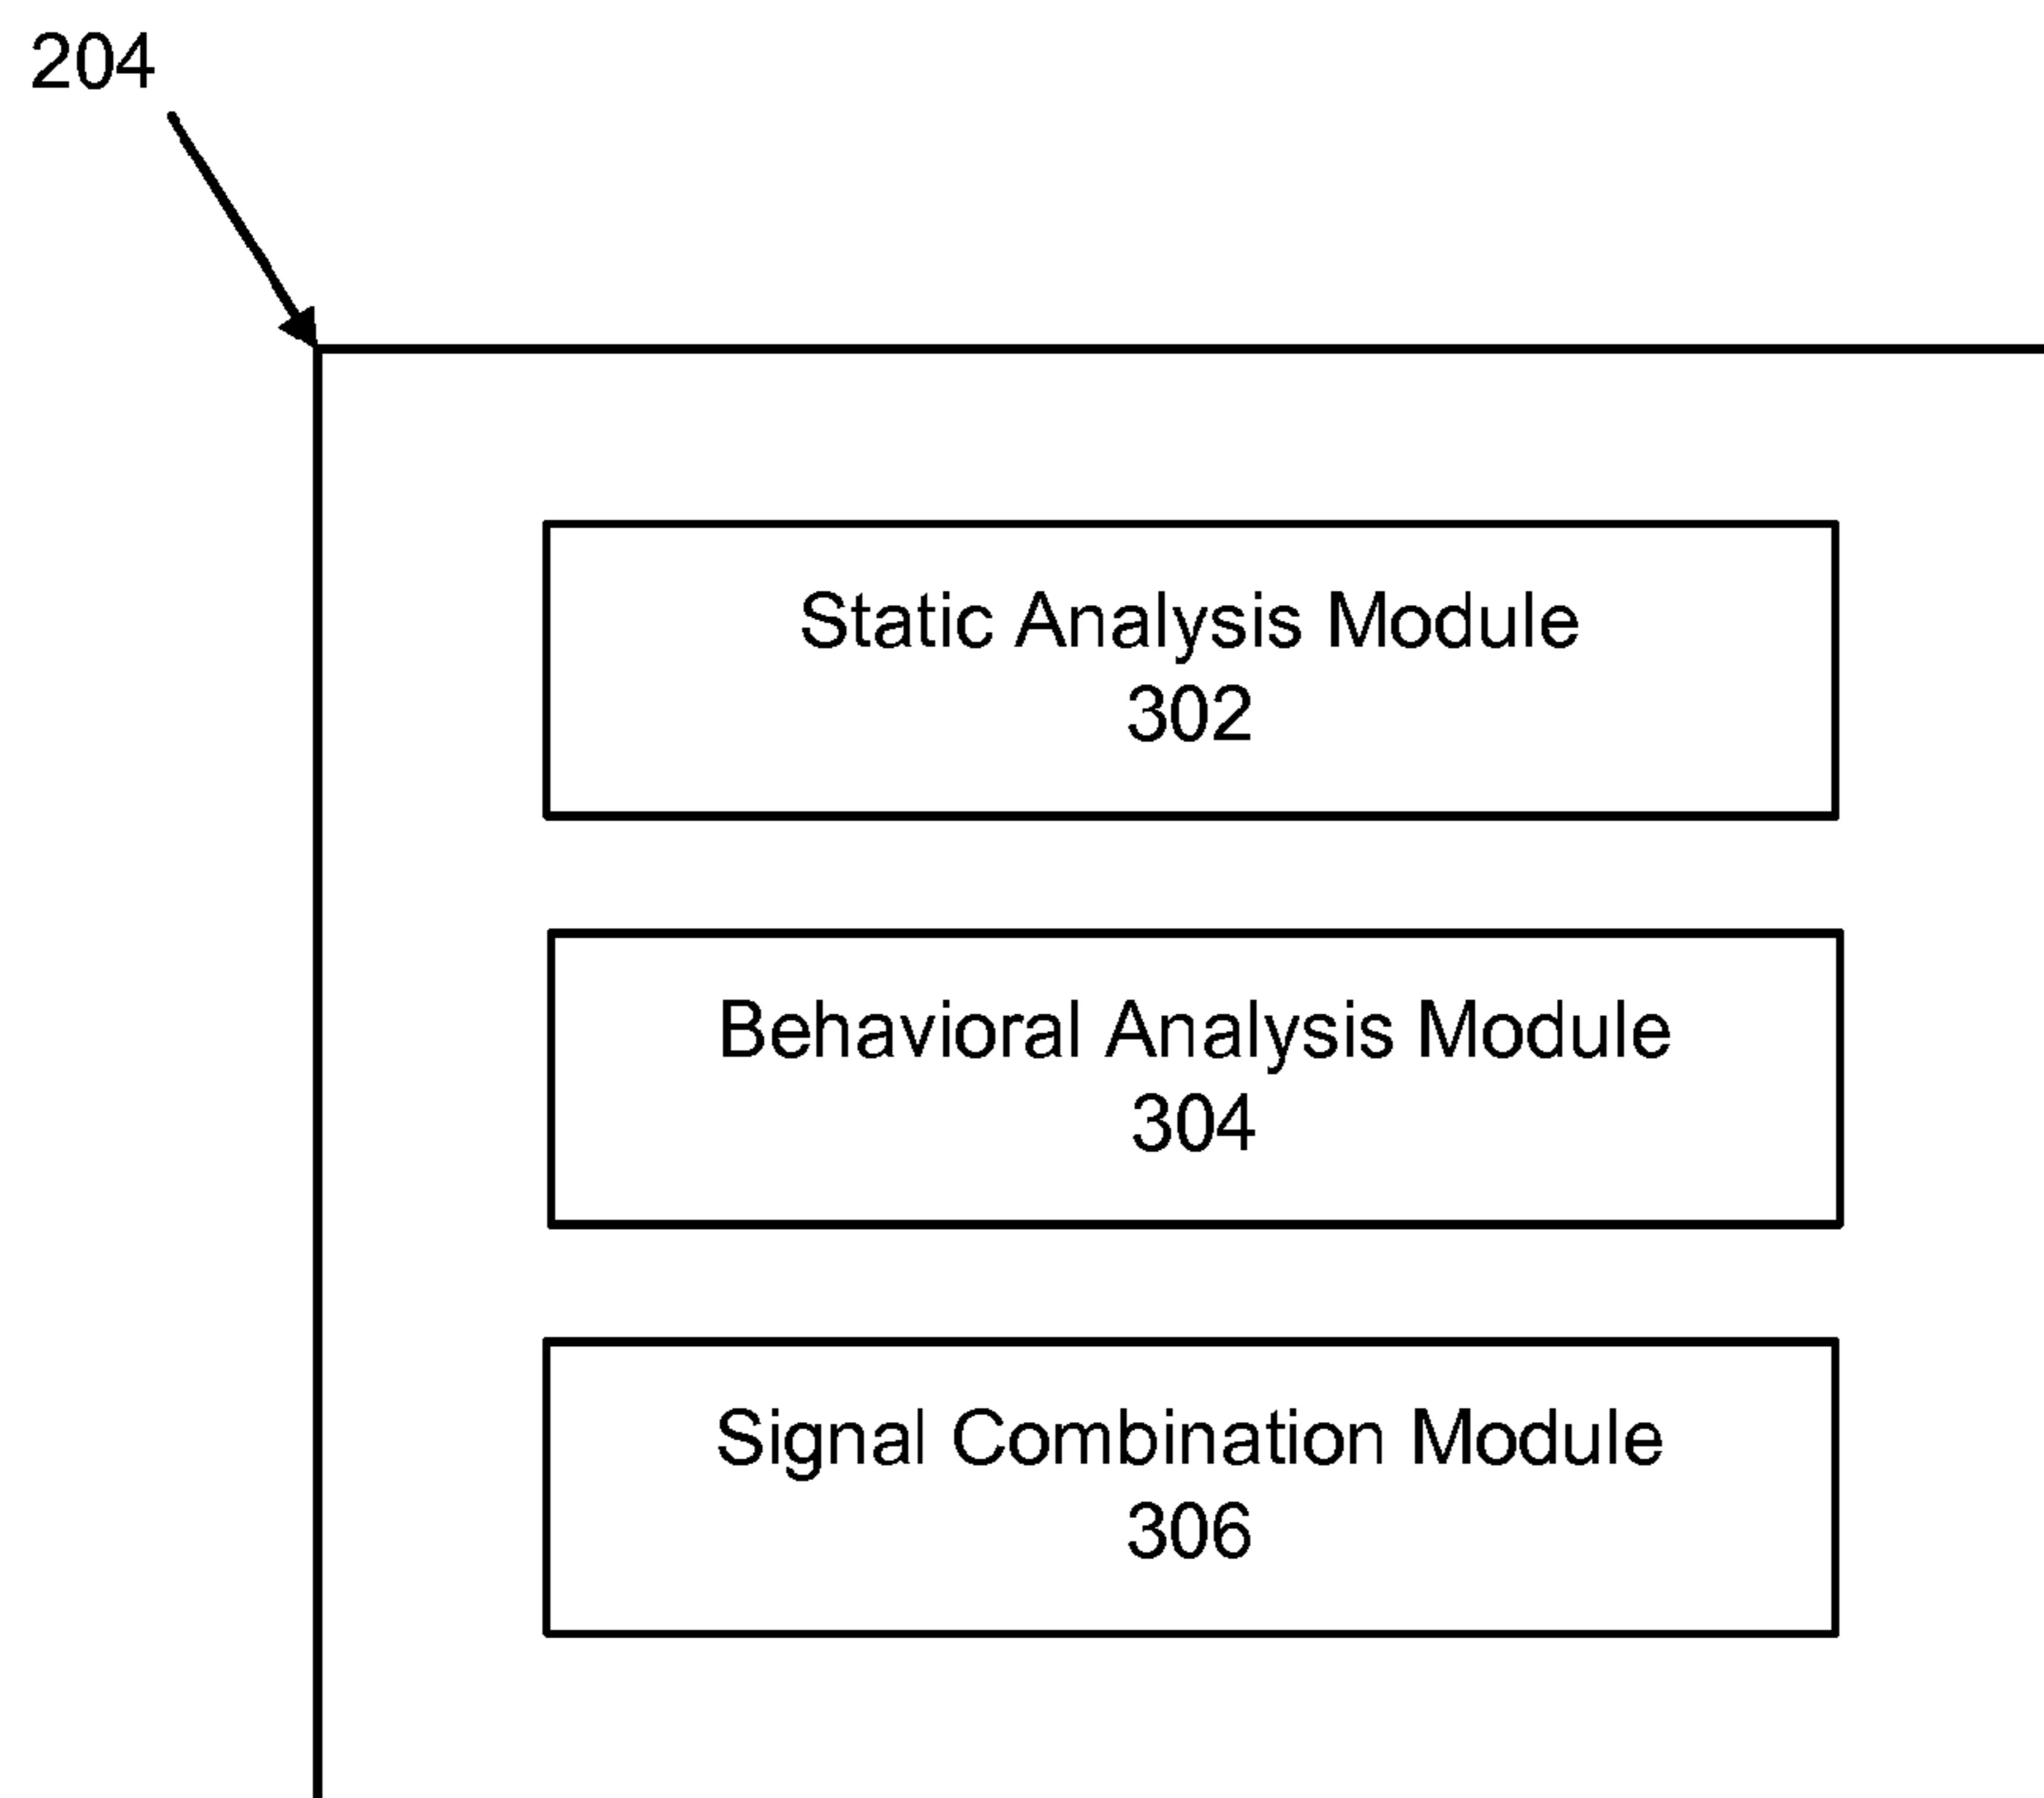 204
Static Analysis Module
302
Behavioral Analysis Module
304
Signal Combination Module
306